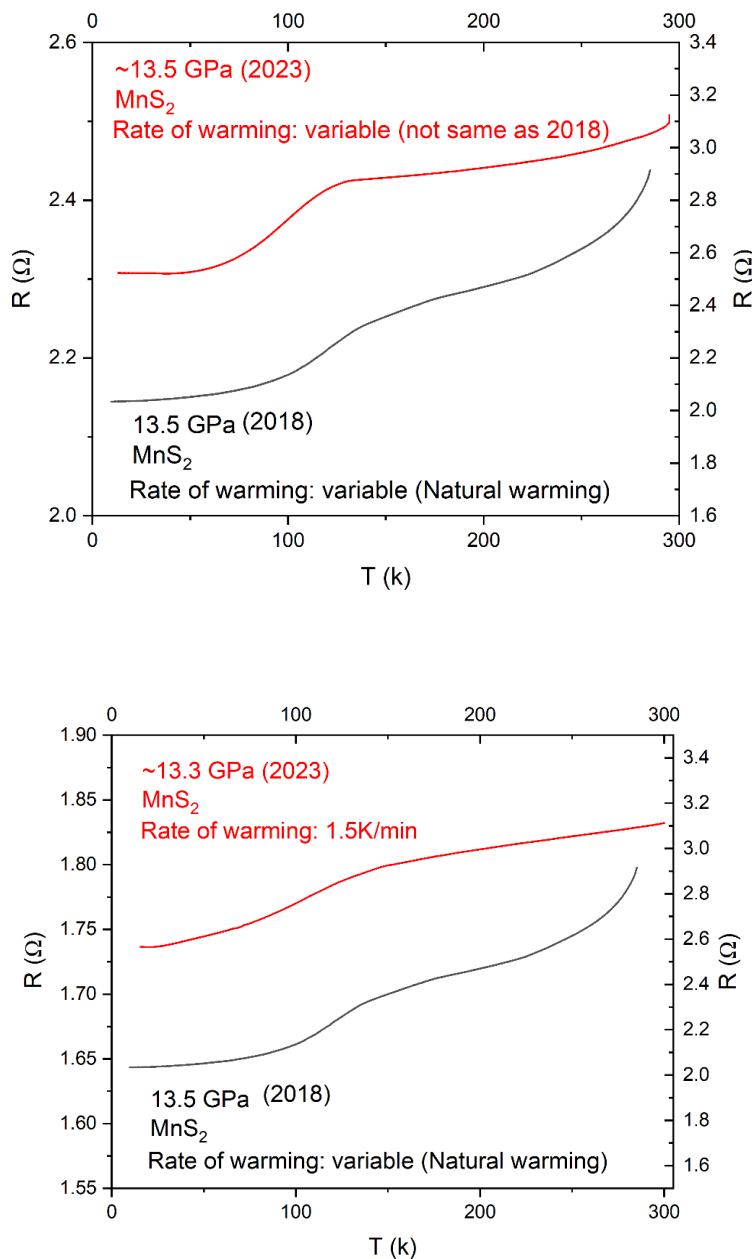 0 100 200 300
2.6 3.4
~13.5 GPa (2023)
MnS2
Rate of warming: variable (not same as 2018)
3.2
2.5
3.0
2.4
2.8
R (Ω)
2.6
R (Ω)
2.3
2.4
2.2
2.2
2.0
2.1
1.8
13.5 GPa (2018)
MnS2
Rate of warming: variable (Natural warming)
2.0 1.6
0 100 200 300
T (k)
0 100 200 300
1.90
3.4
~13.3 GPa (2023)
MnS2
Rate of warming: 1.5K/min
1.85
3.2
1.80
3.0
2.8
1.75
R (Ω)
2.6
R (Ω)
1.70
2.4
2.2
1.65
2.0
1.60
1.8
13.5 GPa (2018)
MnS2
Rate of warming: variable (Natural warming)
1.6
1.55
0 100 200 300
T (k)